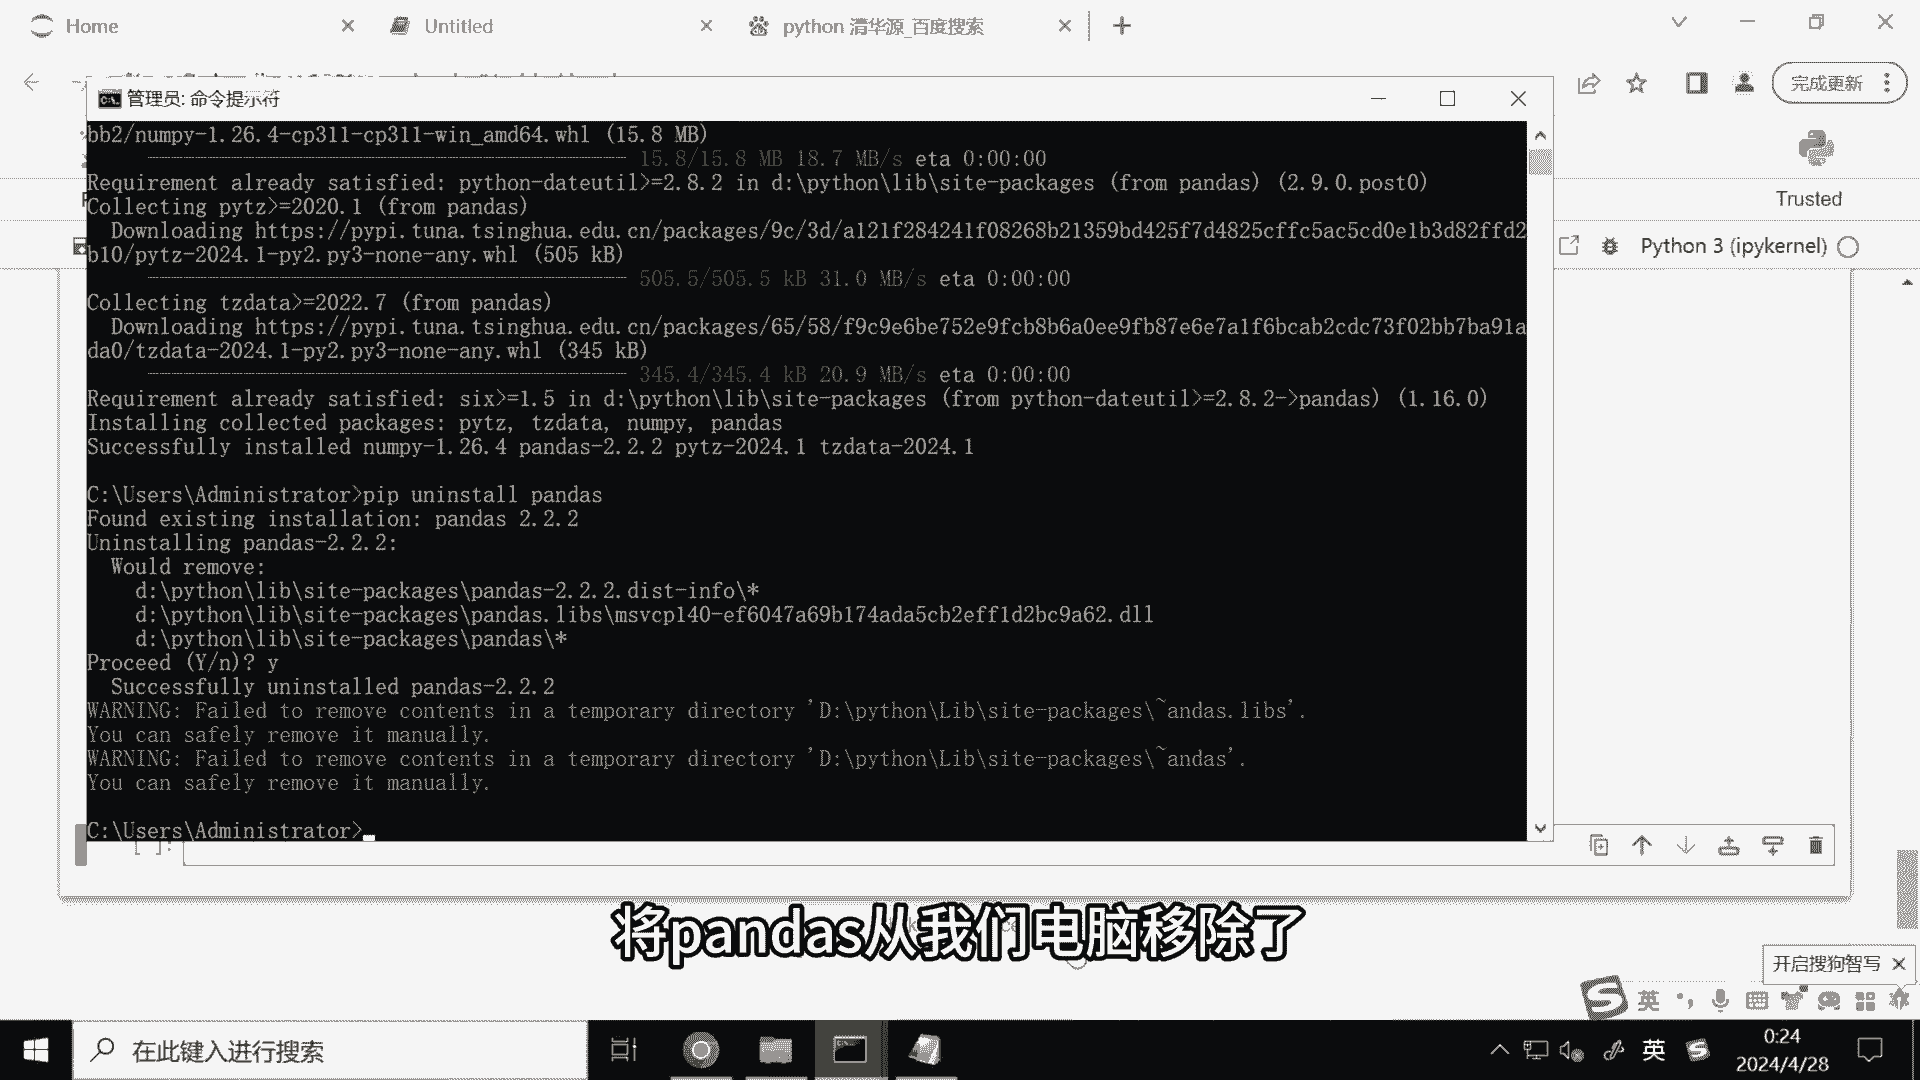 Home
Untitled
python 清华源_百度搜索
完成更新
管理员: 命令提示符
bb2/numpy-1.26.4-cp311-cp311-win_amd64.whl (15.8 MB)
15.8/15.8 MB 18.7 MB/s eta 0:00:00
Requirement already satisfied: python-dateutil>=2.8.2 in d:\python\lib\site-packages (from pandas) (2.9.0.post0)
Collecting pytz>=2020.1 (from pandas)
Downloading https://pypi.tuna.tsinghua.edu.cn/packages/9c/3d/a121f284241f08268b21359bd425f7d4825cffc5ac5cd0e1b3d82ffd2
b10/pytz-2024.1-py2.py3-none-any.whl (505 kB)
505.5/505.5 kB 31.0 MB/s eta 0:00:00
Collecting tzdata>=2022.7 (from pandas)
Downloading https://pypi.tuna.tsinghua.edu.cn/packages/65/58/f9c9e6be752e9fcb8b6a0ee9fb87e6e7a1f6bcab2cdc73f02bb7ba91a
da0/tzdata-2024.1-py2.py3-none-any.whl (345 kB)
345.4/345.4 kB 20.9 MB/s eta 0:00:00
Requirement already satisfied: six>=1.5 in d:\python\lib\site-packages (from python-dateutil>=2.8.2->pandas) (1.16.0)
Installing collected packages: pytz, tzdata, numpy, pandas
Successfully installed numpy-1.26.4 pandas-2.2.2 pytz-2024.1 tzdata-2024.1
C:\Users\Administrator>pip uninstall pandas
Found existing installation: pandas 2.2.2
Uninstalling pandas-2.2.2:
Would remove:
d:\python\lib\site-packages\pandas-2.2.2.dist-info\*
d:\python\lib\site-packages\pandas.libs\msvcp140-ef6047a69b174ada5cb2eff1d2bc9a62.dll
d:\python\lib\site-packages\pandas\*
Proceed (Y/n)? y
Successfully uninstalled pandas-2.2.2
WARNING: Failed to remove contents in a temporary directory 'D:\python\Lib\site-packages\~andas.libs'.
You can safely remove it manually.
WARNING: Failed to remove contents in a temporary directory 'D:\python\Lib\site-packages\~andas'.
You can safely remove it manually.
C:\Users\Administrator>
Trusted
Python 3 (ipykernel)
[ ]:
将pandas从我们电脑移除了
开启搜狗智写
英
在此键入进行搜索
英
0:24
2024/4/28